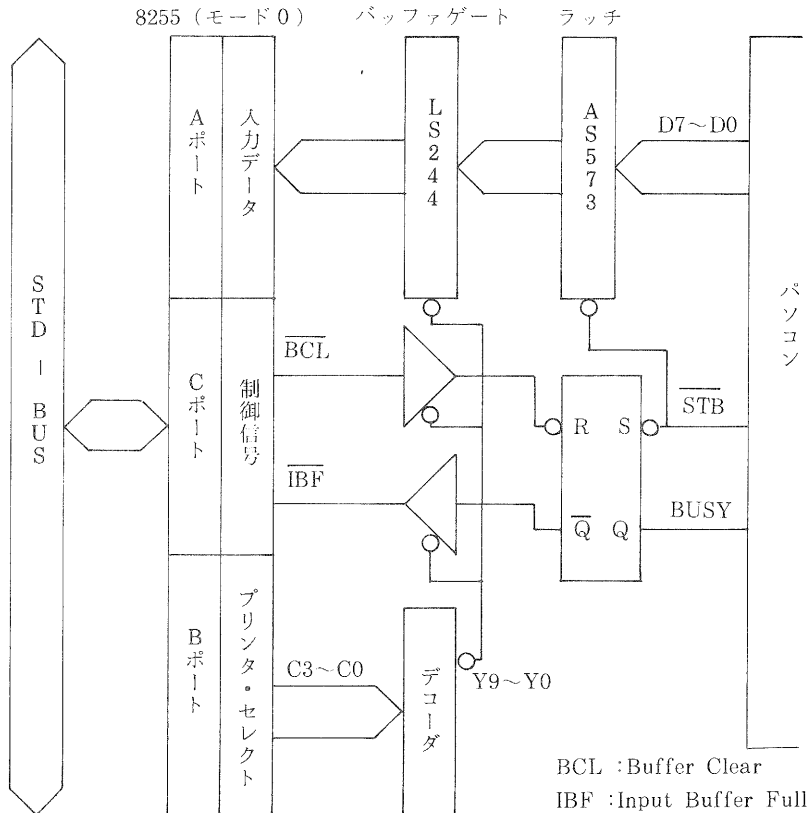 8255 (モード0)
バッファゲート
ラッチ
STD-BUS
Aポート
入力データ
LS244
AS573
D7～D0
パソコン
Cポート
制御信号
BCL
IBF
R S
Q Q
STB
BUSY
Bポート
プリンタ・セレクト
C3～C0
デコーダ
Y9～Y0
BCL :Buffer Clear
IBF :Input Buffer Full